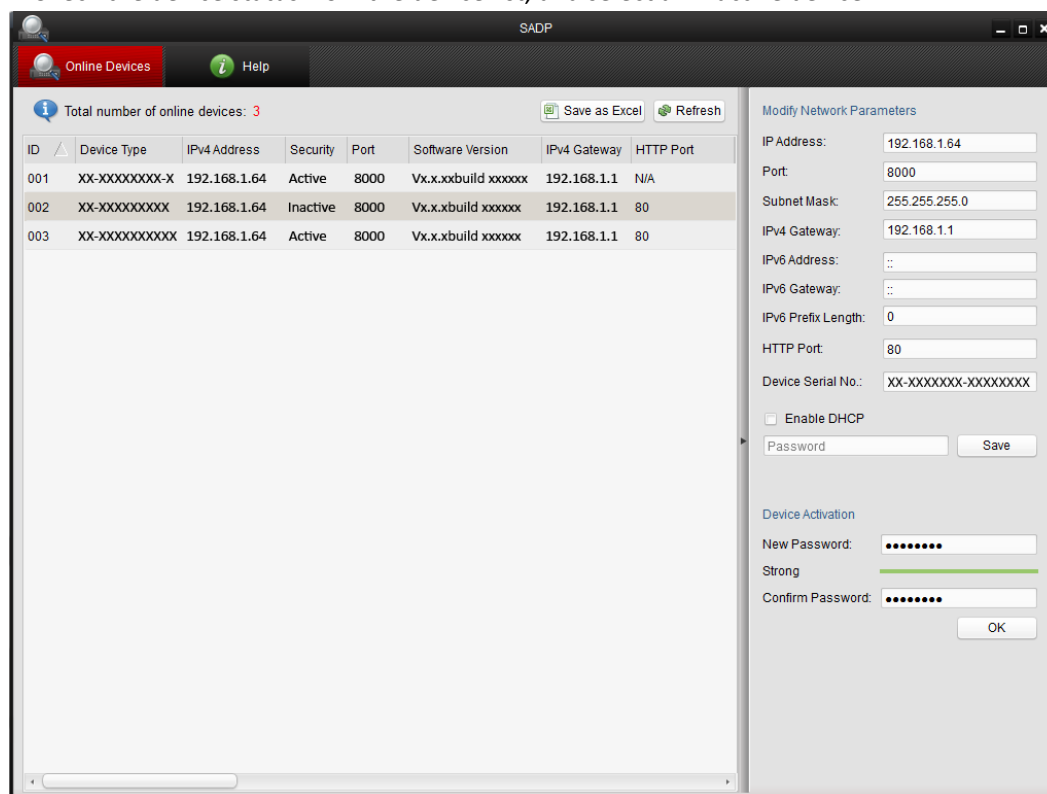 SADP
Online Devices
Help
Total number of online devices: 3
Save as Excel
Refresh
ID Device Type IPv4 Address Security Port Software Version IPv4 Gateway HTTP Port
001 XX-XXXXXXXX-X 192.168.1.64 Active 8000 Vx.x.xxbuild xxxxxx 192.168.1.1 N/A
002 XX-XXXXXXXXX 192.168.1.64 Inactive 8000 Vx.x.xbuild xxxxxx 192.168.1.1 80
003 XX-XXXXXXXXXX 192.168.1.64 Active 8000 Vx.x.xbuild xxxxxx 192.168.1.1 80
Modify Network Parameters
IP Address: 192.168.1.64
Port: 8000
Subnet Mask: 255.255.255.0
IPv4 Gateway: 192.168.1.1
IPv6 Address: ::
IPv6 Gateway: ::
IPv6 Prefix Length: 0
HTTP Port: 80
Device Serial No.: XX-XXXXXXX-XXXXXXXX
Enable DHCP
Password
Save
Device Activation
New Password: ●●●●●●●●
Strong
Confirm Password: ●●●●●●●●
OK